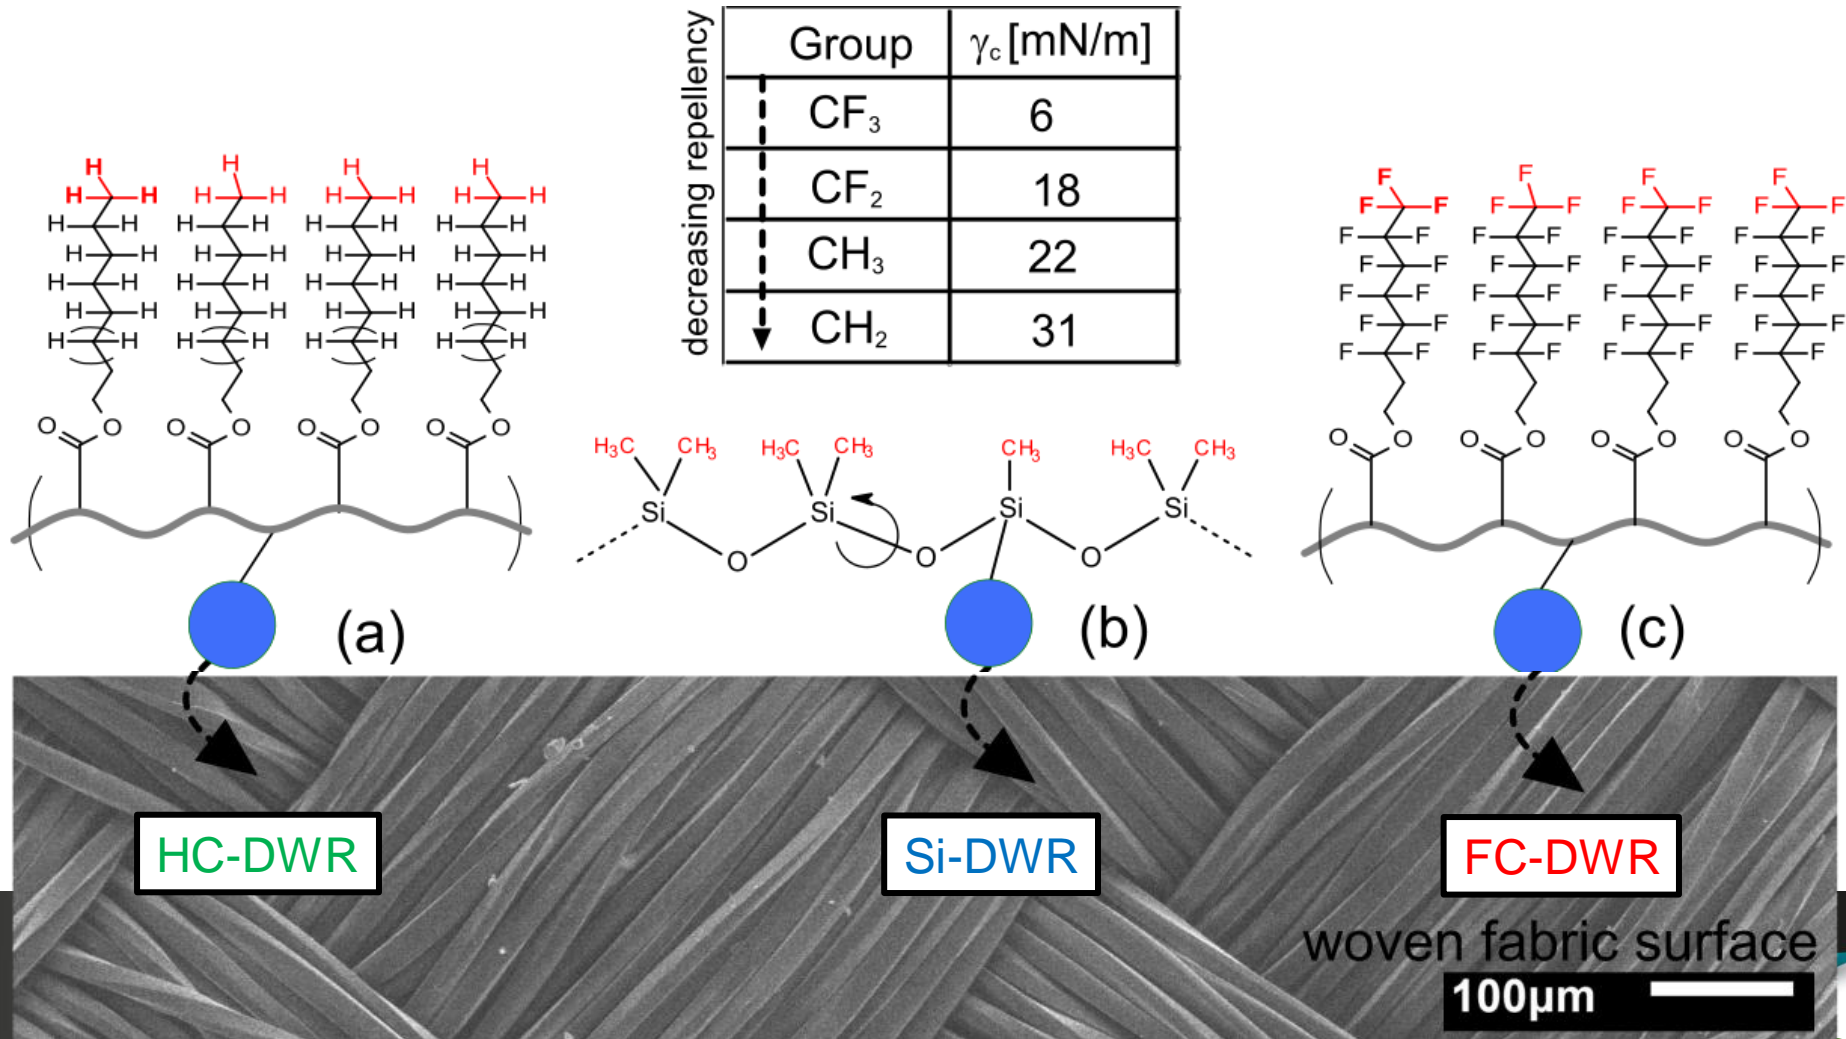 decreasing repellency
Group γc [mN/m]
CF3 6
CF2 18
CH3 22
CH2 31
H H H H
H H H H H H H H
H H H H H H H H
H H H H H H H H
H H H H H H H H
H H H H H H H H
H H H H H H H H
O O O O O O O O
H3C CH3 H3C CH3 CH3 H3C CH3
Si Si Si Si
O O O
F F F F
F F F F F F F F
F F F F F F F F
F F F F F F F F
F F F F F F F F
F F F F F F F F
F F F F F F F F
O O O O O O O O
(a) (b) (c)
HC-DWR Si-DWR FC-DWR
woven fabric surface
100µm